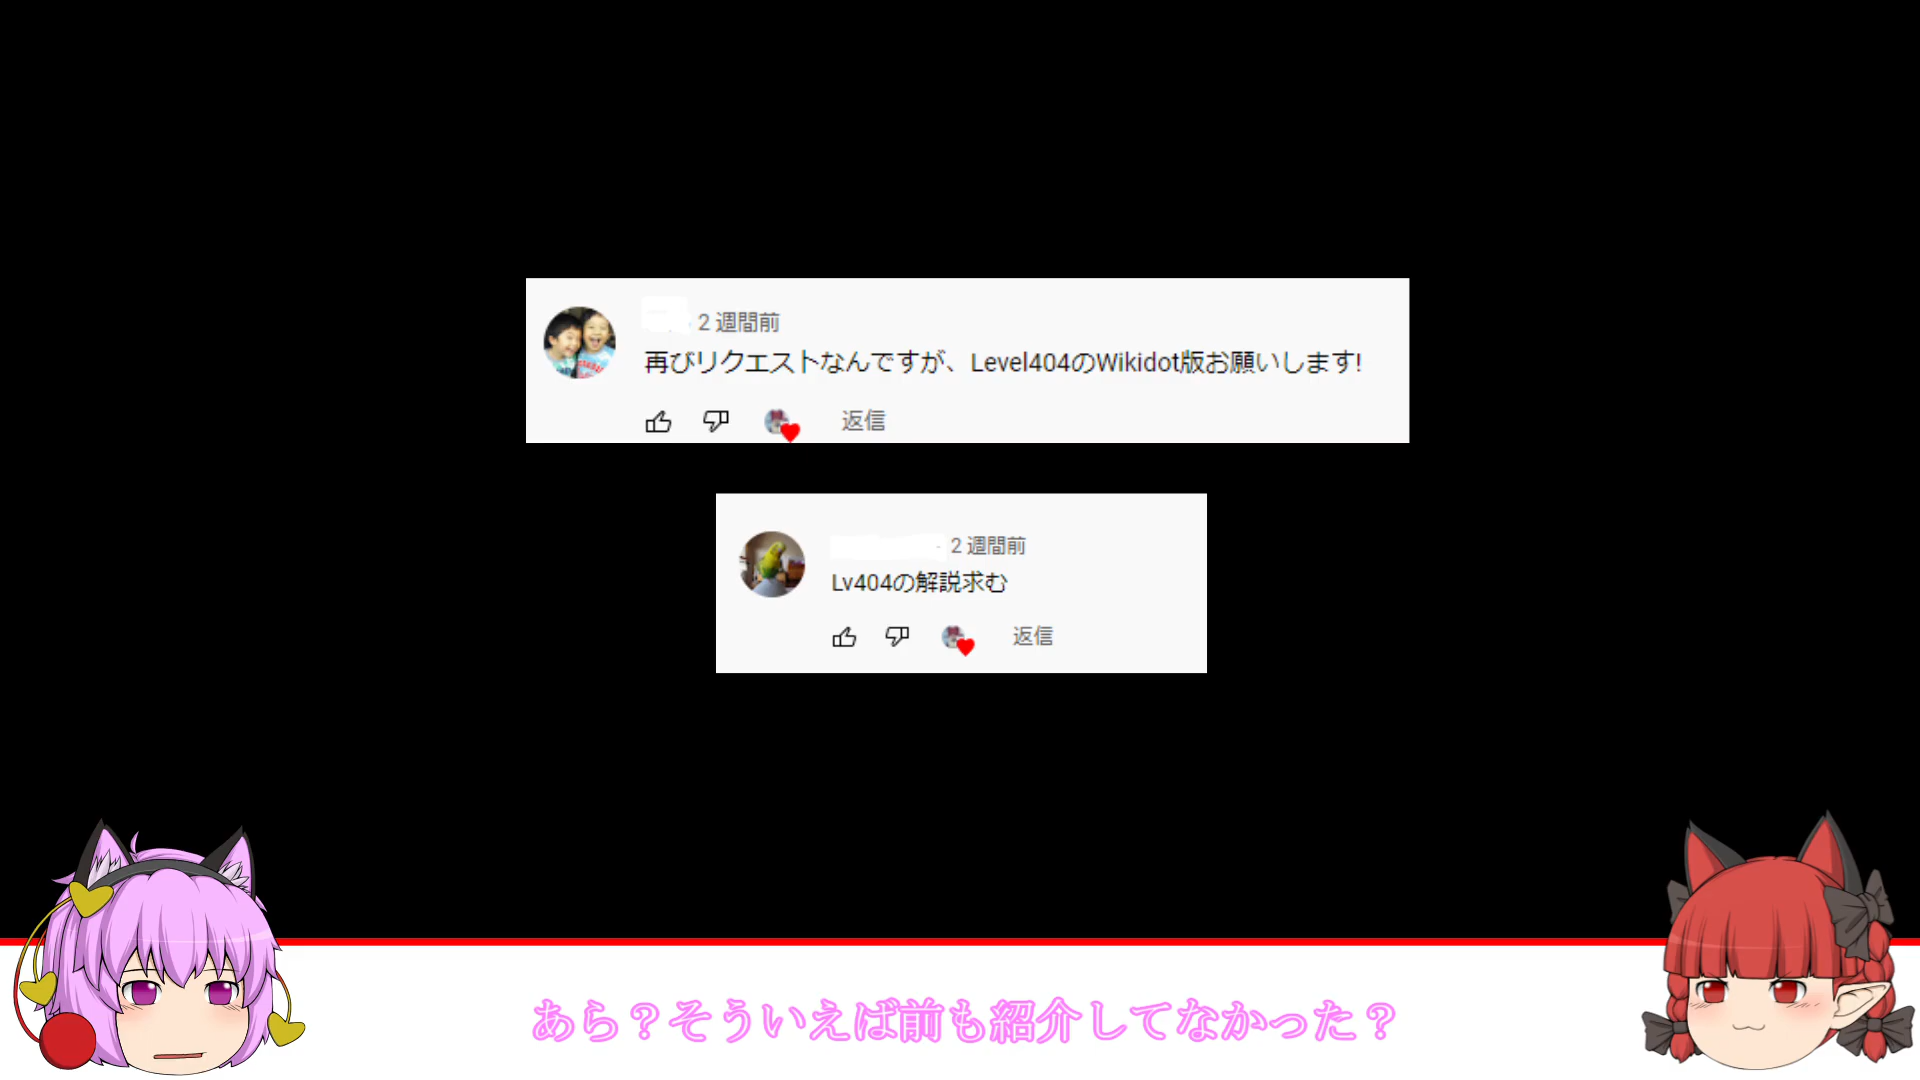 2 週間前
再びリクエストなんですが、Level404のWikidot版お願いします!
返信
2 週間前
Lv404の解説求む
返信
あら？そういえば前も紹介してなかった？